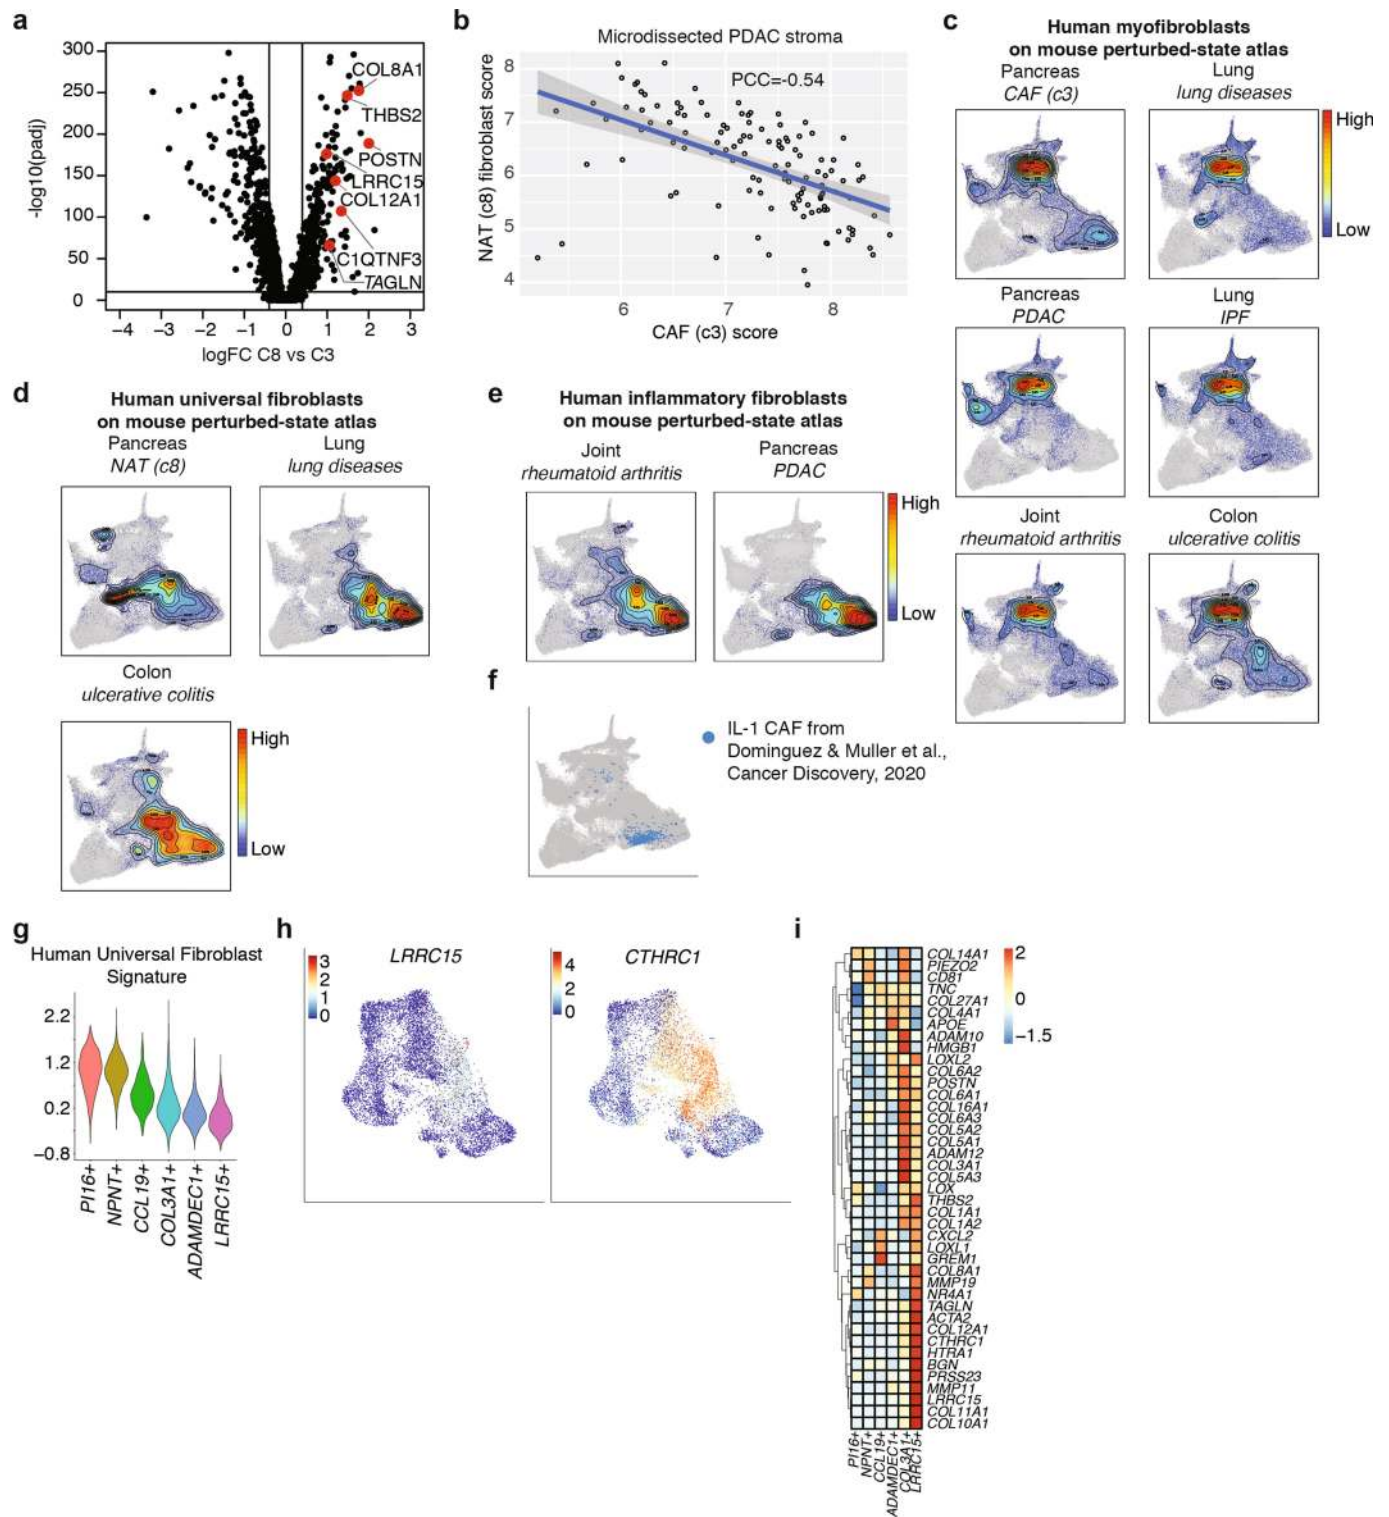 a
300
250
200
150
100
50
0
-log10(padj)
COL8A1
THBS2
POSTN
LRRC15
COL12A1
C1QTNF3
TAGLN
−4 −3 −2 −1 0 1 2 3
logFC C8 vs C3
b
Microdissected PDAC stroma
PCC=-0.54
NAT (c8) fibroblast score
8
7
6
5
4
6 7 8
CAF (c3) score
c
Human myofibroblasts
on mouse perturbed-state atlas
Pancreas
CAF (c3)
Lung
lung diseases
High
Low
Pancreas
PDAC
Lung
IPF
Joint
rheumatoid arthritis
Colon
ulcerative colitis
d
Human universal fibroblasts
on mouse perturbed-state atlas
Pancreas
NAT (c8)
Lung
lung diseases
Colon
ulcerative colitis
High
Low
e
Human inflammatory fibroblasts
on mouse perturbed-state atlas
Joint
rheumatoid arthritis
Pancreas
PDAC
High
Low
f
IL-1 CAF from
Dominguez & Muller et al.,
Cancer Discovery, 2020
g
Human Universal Fibroblast
Signature
2.2
1.2
0.2
−0.8
PI16+
NPNT+
CCL19+
COL3A1+
ADAMDEC1+
LRRC15+
h
LRRC15
3
2
1
0
CTHRC1
4
2
0
i
COL14A1
PIEZO2
CD81
TNC
COL27A1
COL4A1
APOE
ADAM10
HMGB1
LOXL2
COL6A2
POSTN
COL6A1
COL16A1
COL6A3
COL5A2
COL5A1
ADAM12
COL3A1
COL5A3
LOX
THBS2
COL1A1
COL1A2
CXCL2
LOXL1
GREM1
COL8A1
MMP19
NR4A1
TAGLN
ACTA2
COL12A1
CTHRC1
HTRA1
BGN
PRSS23
MMP11
LRRC15
COL11A1
COL10A1
2
0
−1.5
PI16+
NPNT+
CCL19+
ADAMDEC1+
COL3A1+
LRRC15+